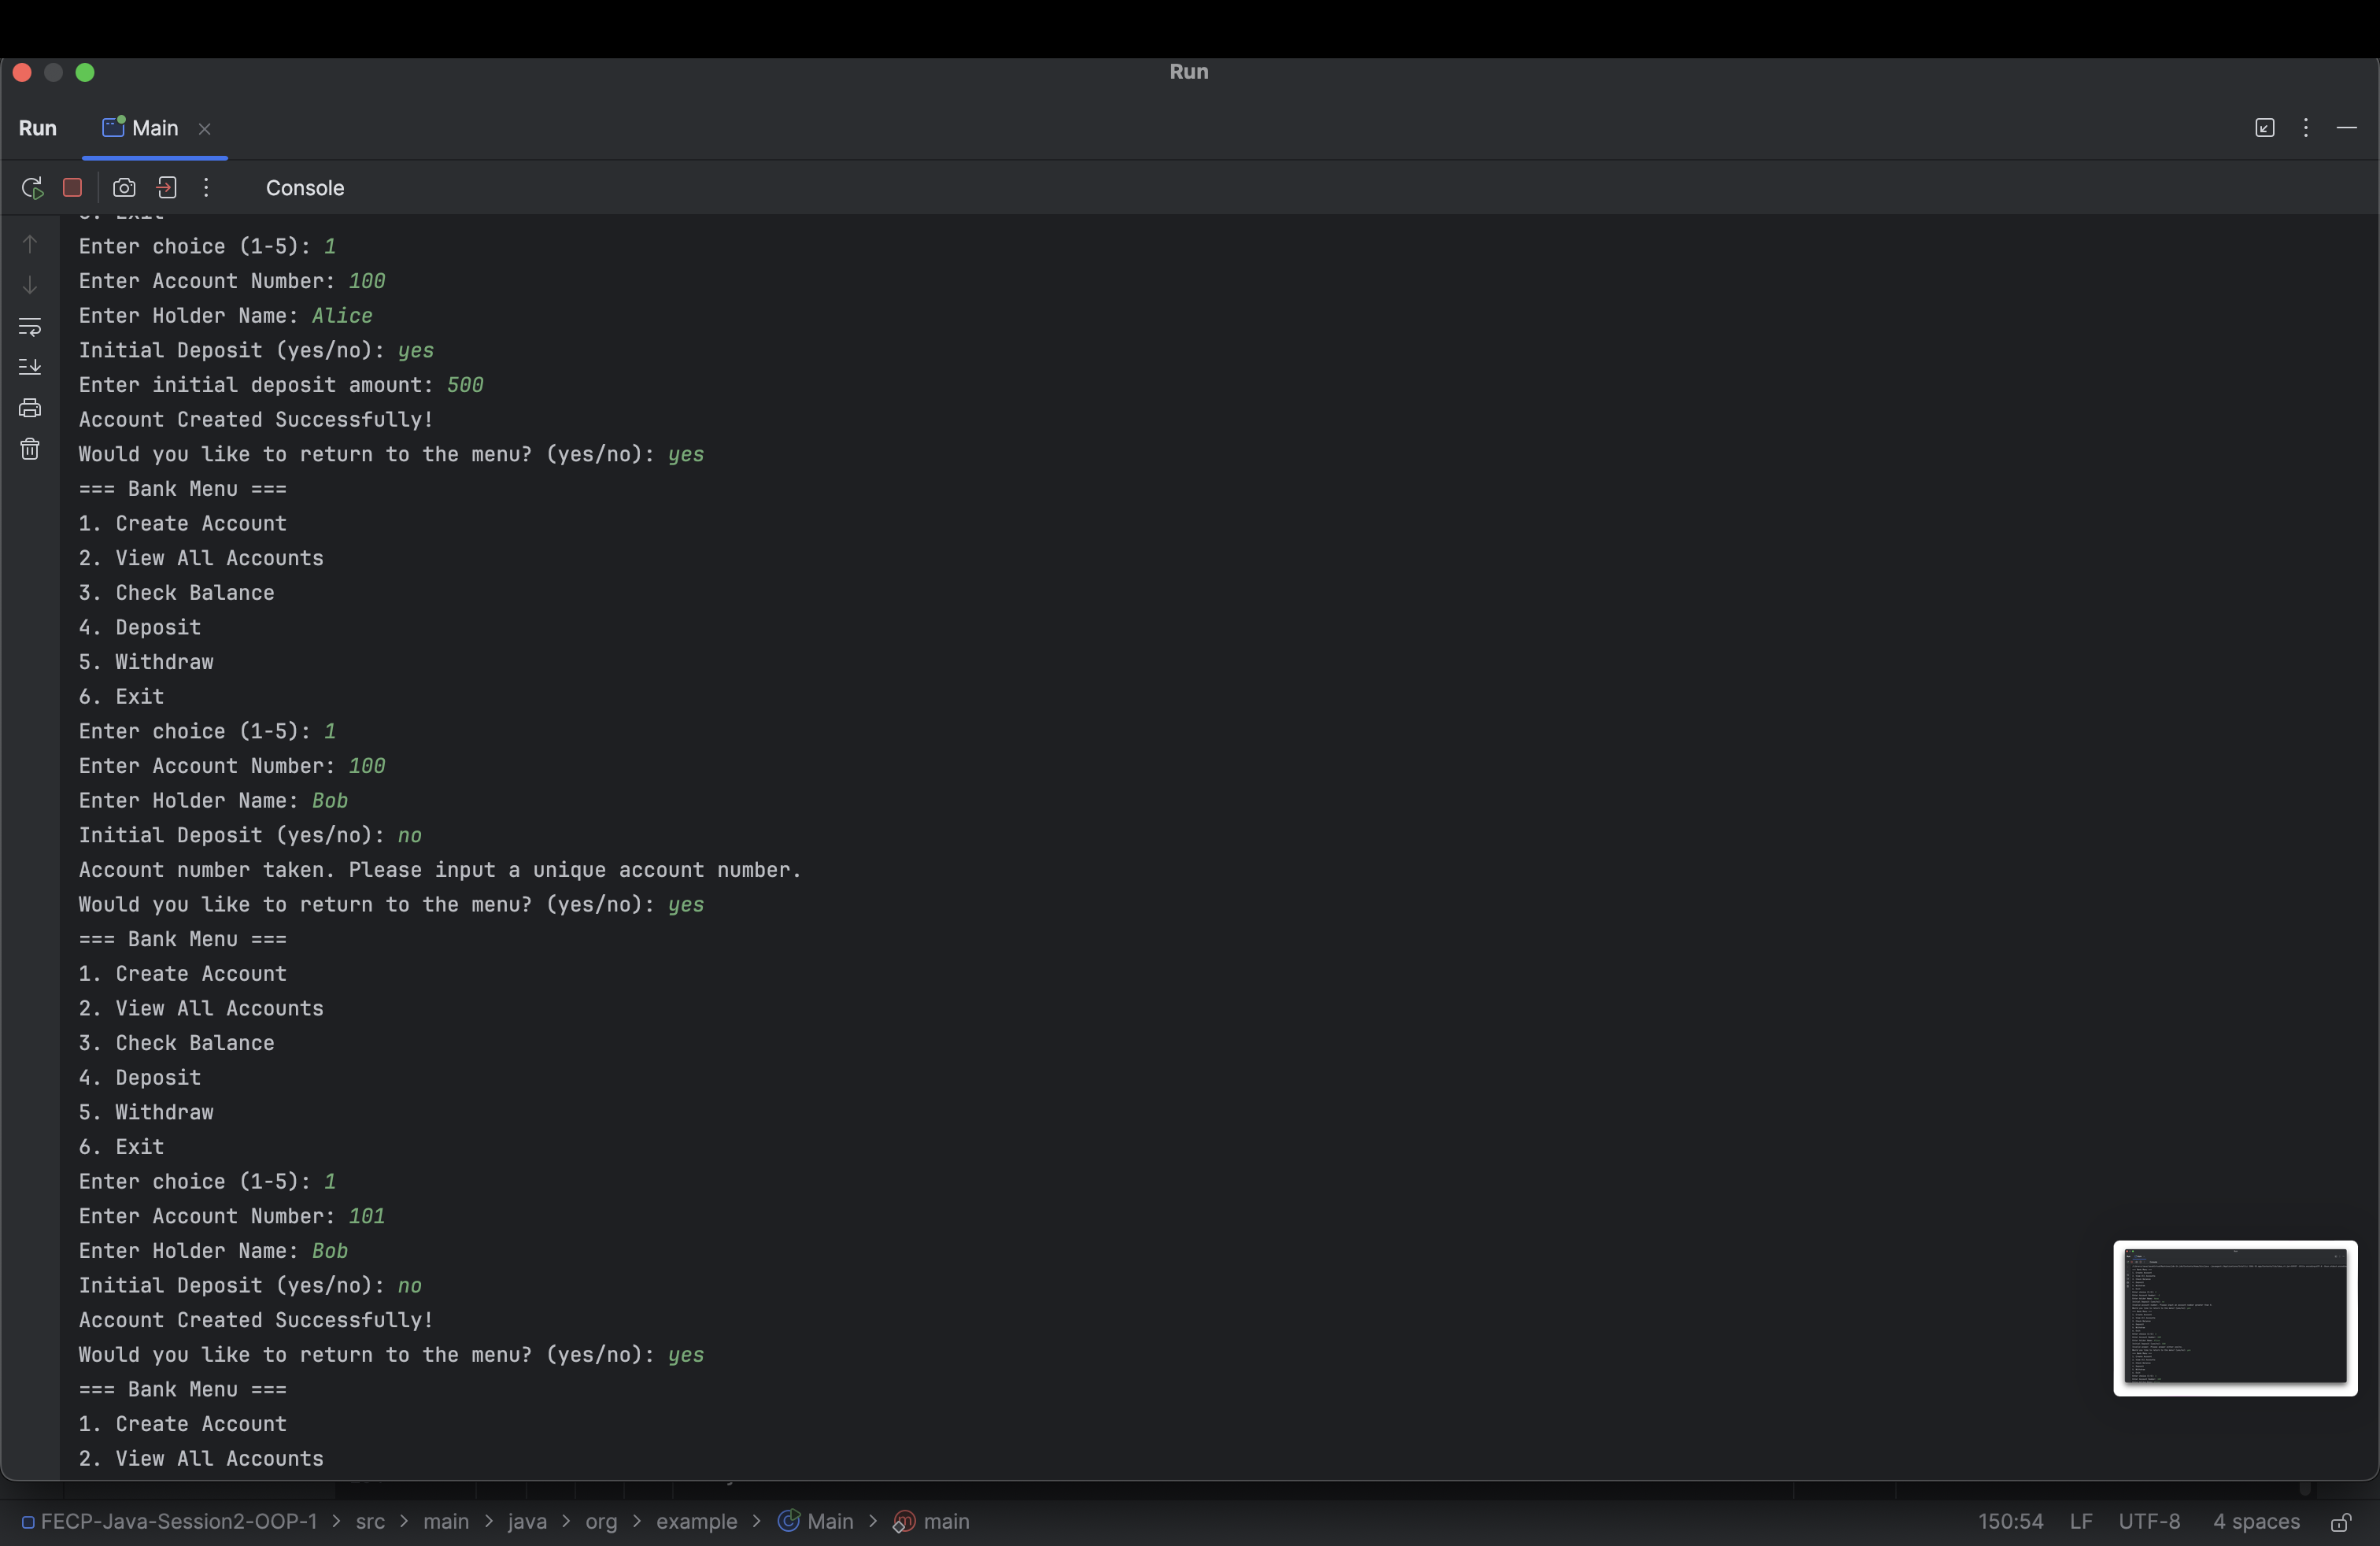 Run
Run Main
Console
Enter choice (1-5): 1
Enter Account Number: 100
Enter Holder Name: Alice
Initial Deposit (yes/no): yes
Enter initial deposit amount: 500
Account Created Successfully!
Would you like to return to the menu? (yes/no): yes
=== Bank Menu ===
1. Create Account
2. View All Accounts
3. Check Balance
4. Deposit
5. Withdraw
6. Exit
Enter choice (1-5): 1
Enter Account Number: 100
Enter Holder Name: Bob
Initial Deposit (yes/no): no
Account number taken. Please input a unique account number.
Would you like to return to the menu? (yes/no): yes
=== Bank Menu ===
1. Create Account
2. View All Accounts
3. Check Balance
4. Deposit
5. Withdraw
6. Exit
Enter choice (1-5): 1
Enter Account Number: 101
Enter Holder Name: Bob
Initial Deposit (yes/no): no
Account Created Successfully!
Would you like to return to the menu? (yes/no): yes
=== Bank Menu ===
1. Create Account
2. View All Accounts
FECP-Java-Session2-OOP-1 > src > main > java > org > example > Main > main 150:54 LF UTF-8 4 spaces